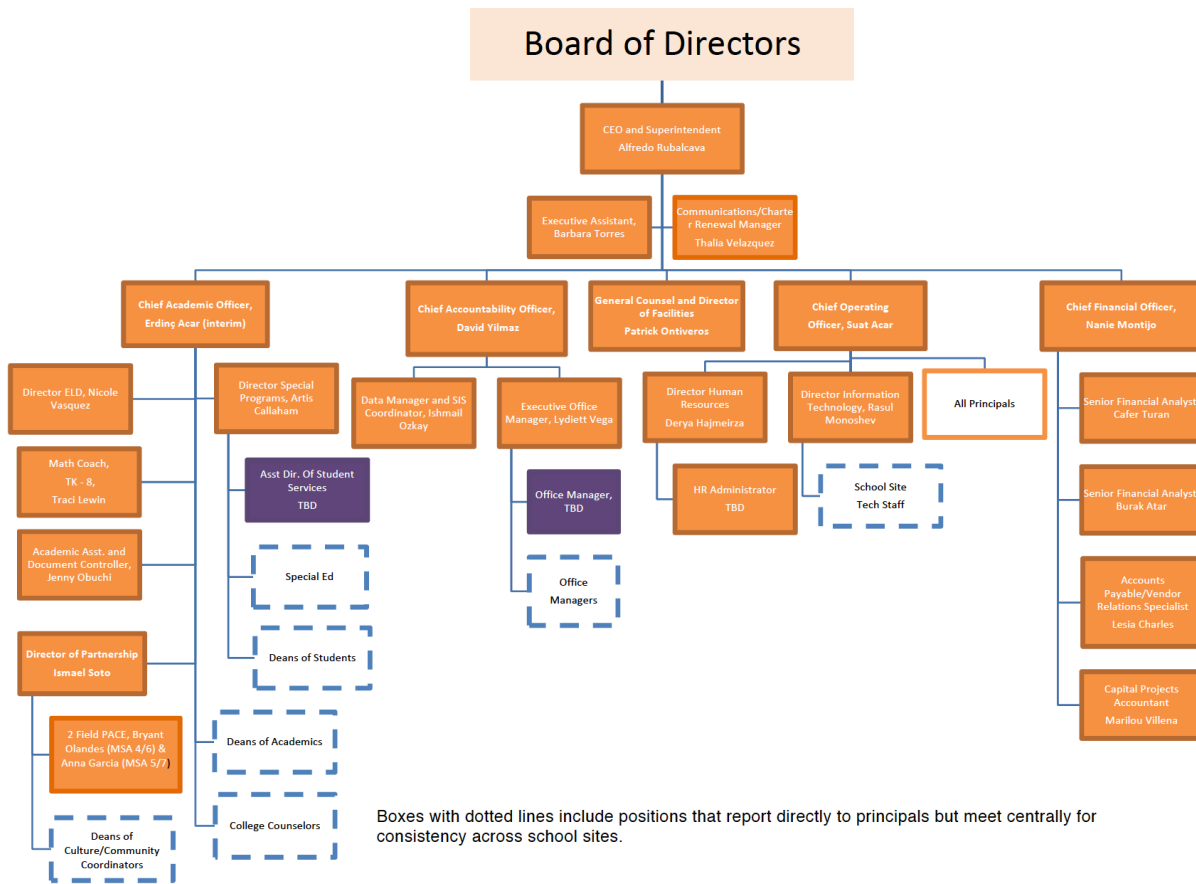 Board of Directors
CEO and Superintendent
Alfredo Rubalcava
Executive Assistant,
Barbara Torres
Communications/Charte
r Renewal Manager
Thalia Velazquez
Chief Academic Officer,
Erdinç Acar (interim)
Chief Accountability Officer,
David Yilmaz
General Counsel and Director
of Facilities
Patrick Ontiveros
Chief Operating
Officer, Suat Acar
Chief Financial Officer,
Nanie Montijo
Director ELD, Nicole
Vasquez
Director Special
Programs, Artis
Callaham
Data Manager and SIS
Coordinator, Ishmail
Ozkay
Executive Office
Manager, Lydiett Vega
Director Human
Resources
Derya Hajmeirza
Director Information
Technology, Rasul
Monoshev
All Principals
Senior Financial Analyst
Cafer Turan
Math Coach,
TK - 8,
Traci Lewin
Asst Dir. Of Student
Services
TBD
Office Manager,
TBD
HR Administrator
TBD
School Site
Tech Staff
Senior Financial Analyst
Burak Atar
Academic Asst. and
Document Controller,
Jenny Obuchi
Special Ed
Office
Managers
Accounts
Payable/Vendor
Relations Specialist
Lesia Charles
Director of Partnership
Ismael Soto
Deans of Students
Capital Projects
Accountant
Marilou Villena
2 Field PACE, Bryant
Olandes (MSA 4/6) &
Anna Garcia (MSA 5/7)
Deans of Academics
Deans of
Culture/Community
Coordinators
College Counselors
Boxes with dotted lines include positions that report directly to principals but meet centrally for
consistency across school sites.